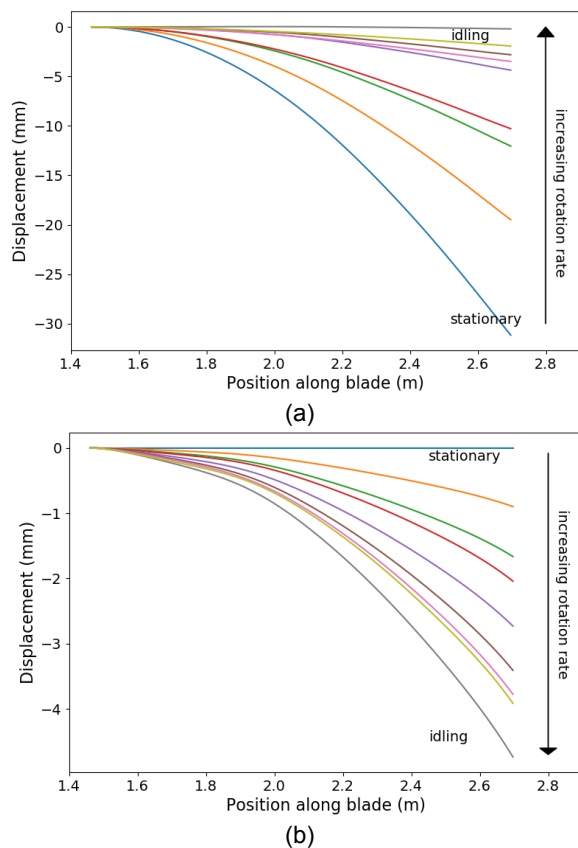 0
−5
−10
−15
−20
−25
−30
Displacement (mm)
idling
stationary
increasing rotation rate
1.4 1.6 1.8 2.0 2.2 2.4 2.6 2.8
Position along blade (m)
(a)
0
−1
−2
−3
−4
Displacement (mm)
stationary
idling
increasing rotation rate
1.4 1.6 1.8 2.0 2.2 2.4 2.6 2.8
Position along blade (m)
(b)